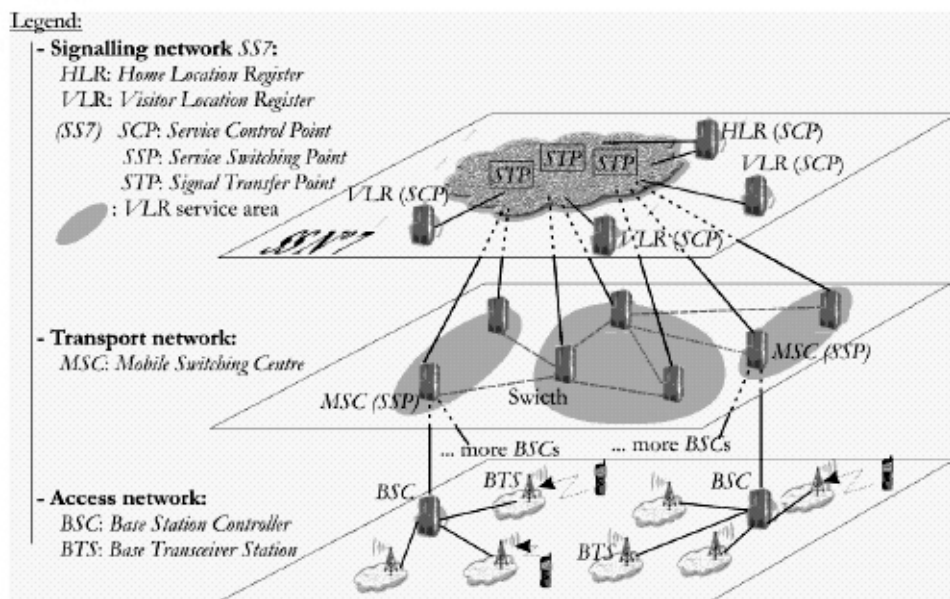 Legend:
- Signalling network SS7:
HLR: Home Location Register
VLR: Visitor Location Register
(SS7) SCP: Service Control Point
SSP: Service Switching Point
STP: Signal Transfer Point
: VLR service area
HLR (SCP)
STP
STP
STP
VLR (SCP)
VLR (SCP)
VLR (SCP)
- Transport network:
MSC: Mobile Switching Centre
MSC (SSP)
MSC (SSP)
Swicth
... more BSCs
... more BSCs
- Access network:
BSC: Base Station Controller
BTS: Base Transceiver Station
BSC
BTS
BSC
BTS